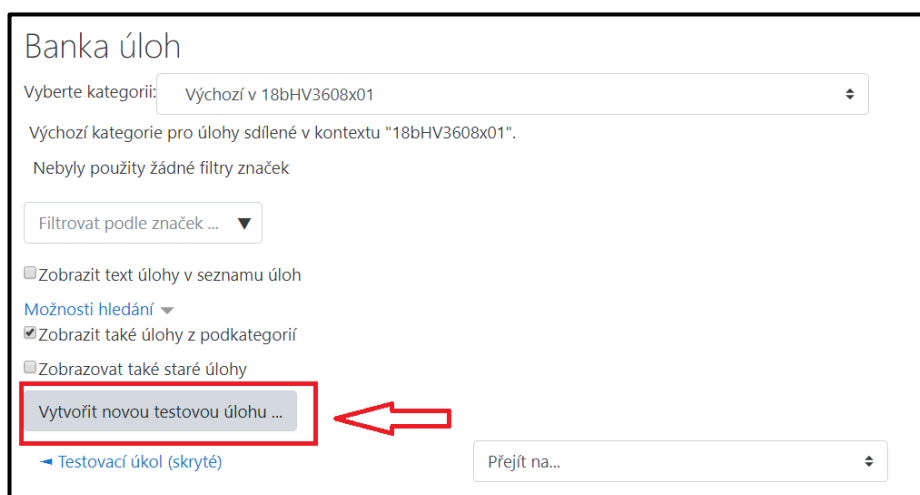 Banka úloh
Vyberte kategorii: Výchozí v 18bHV3608x01
Výchozí kategorie pro úlohy sdílené v kontextu "18bHV3608x01".
Nebyly použity žádné filtry značek
Filtrovat podle značek ... ▼
Zobrazit text úlohy v seznamu úloh
Možnosti hledání
Zobrazit také úlohy z podkategorií
Zobrazovat také staré úlohy
Vytvořit novou testovou úlohu ...
◄ Testovací úkol (skryté) Přejít na...